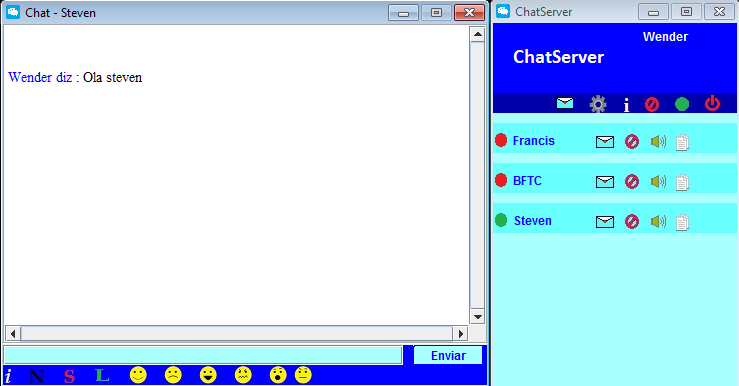 Chat - Steven
Wender diz : Ola steven
Enviar
i N S L
ChatServer
Wender
ChatServer
i
Francis
BFTC
Steven